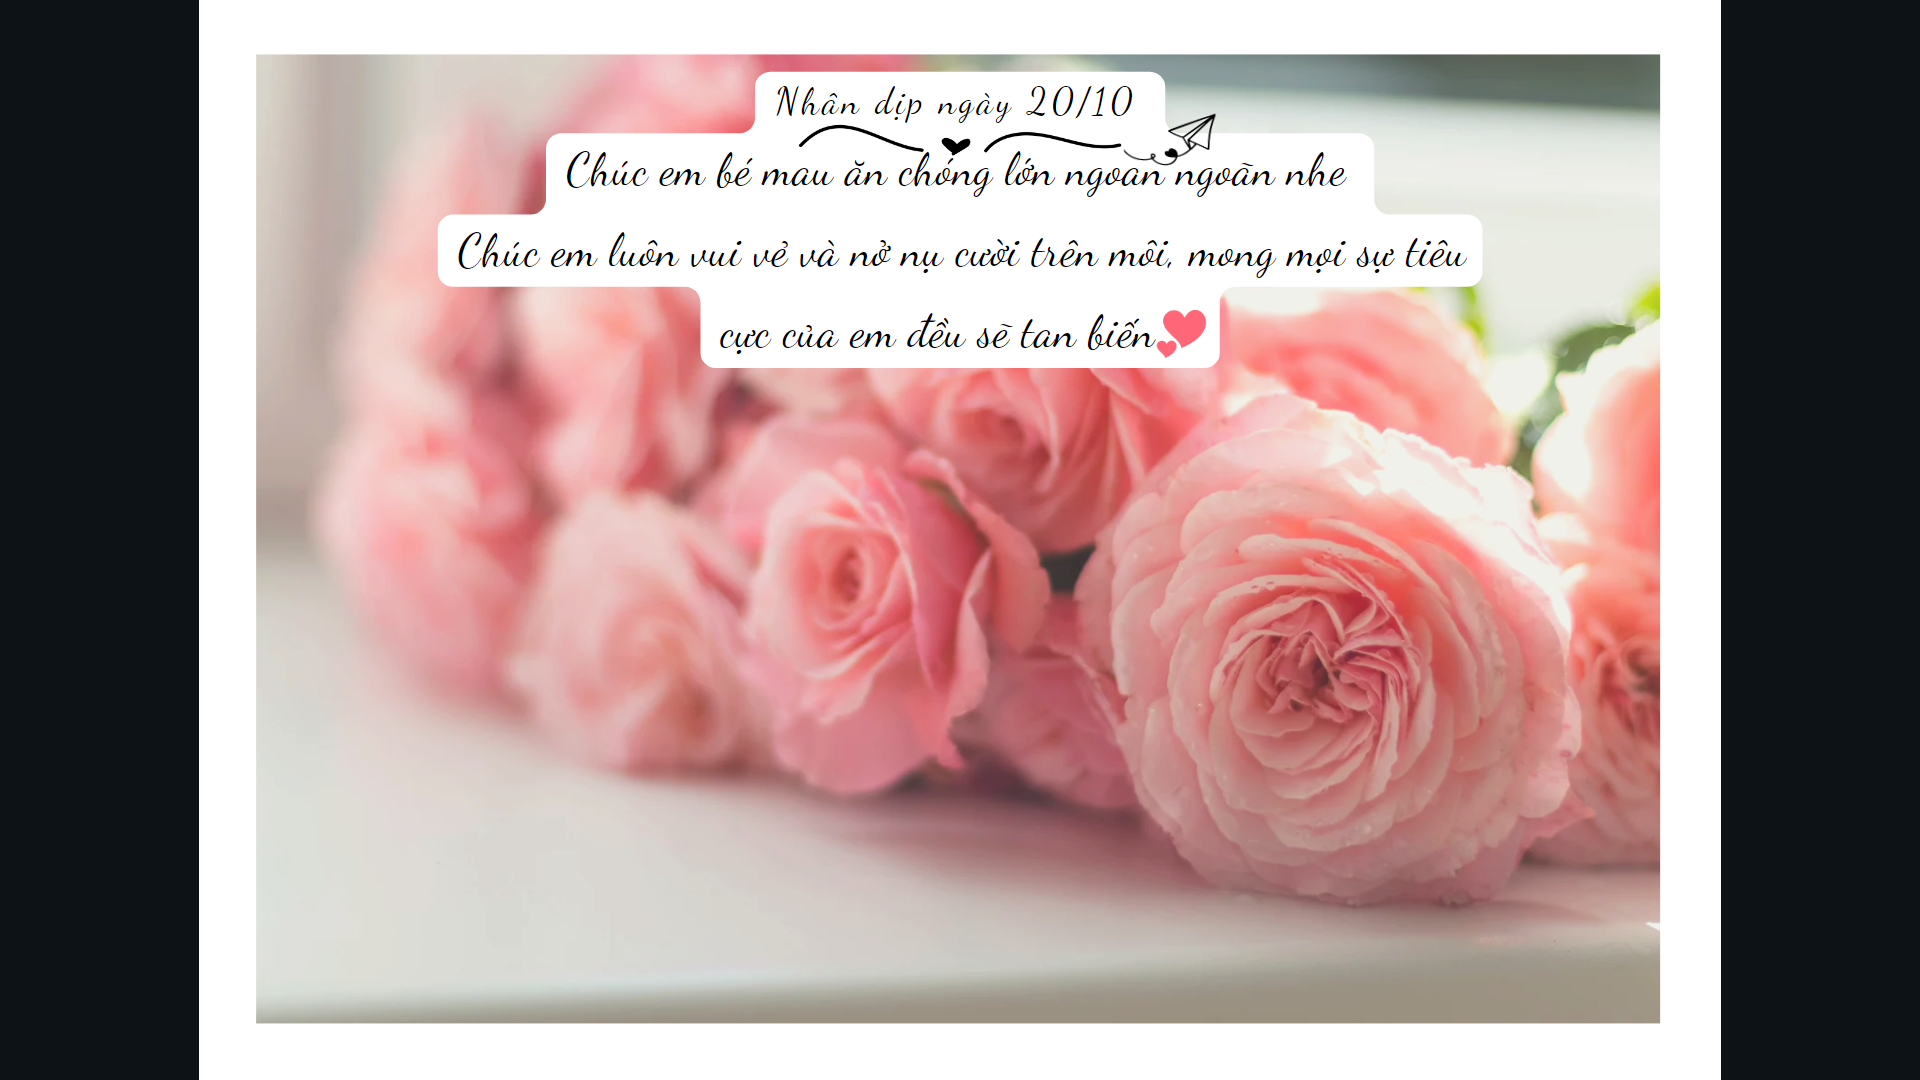 Nhân dịp ngày 20/10
Chúc em bé mau ăn chóng lớn ngoan ngoãn nhe
Chúc em luôn vui vẻ và nở nụ cười trên môi, mong mọi sự tiêu
cực của em đều sẽ tan biến💕